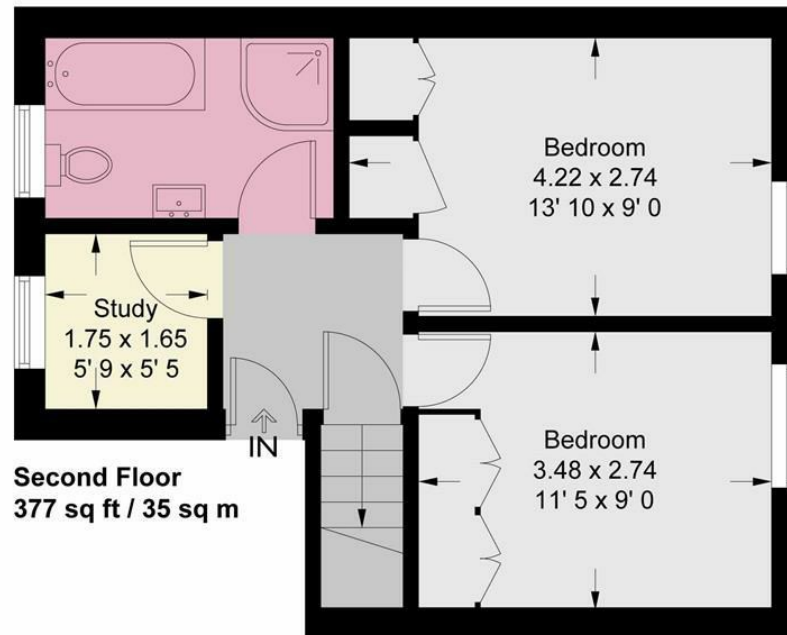 Bedroom
4.22 x 2.74
13' 10 x 9' 0
Study
1.75 x 1.65
5' 9 x 5' 5
IN
Bedroom
3.48 x 2.74
11' 5 x 9' 0
Second Floor
377 sq ft / 35 sq m